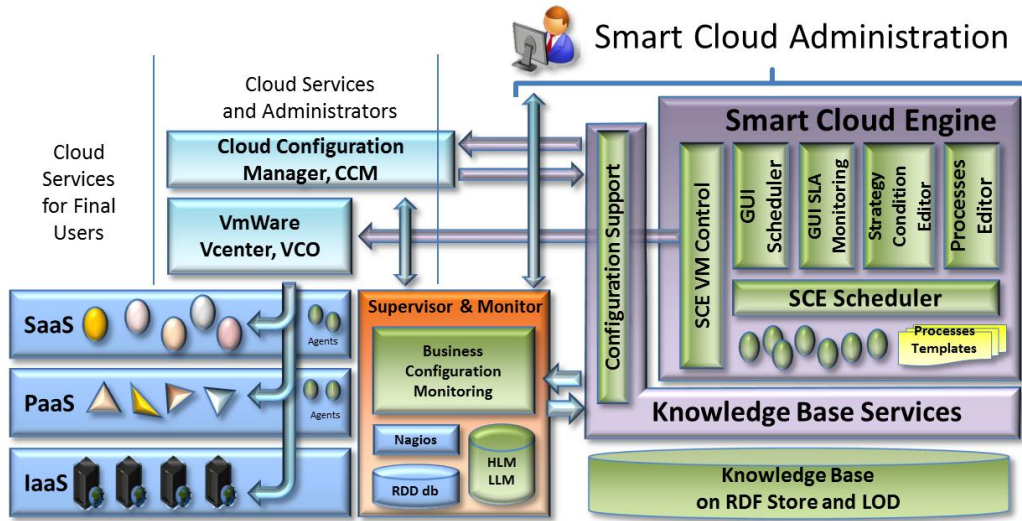 Smart Cloud Administration
Cloud Services
and Administrators
Cloud
Services
for Final
Users
Cloud Configuration
Manager, CCM
VmWare
Vcenter, VCO
Smart Cloud Engine
Configuration Support
SCE VM Control
GUI
Scheduler
GUI SLA
Monitoring
Strategy
Condition
Editor
Processes
Editor
SCE Scheduler
Processes
Templates
SaaS
Agents
PaaS
Agents
IaaS
Supervisor & Monitor
Business
Configuration
Monitoring
Nagios
RDD db
HLM
LLM
Knowledge Base Services
Knowledge Base
on RDF Store and LOD